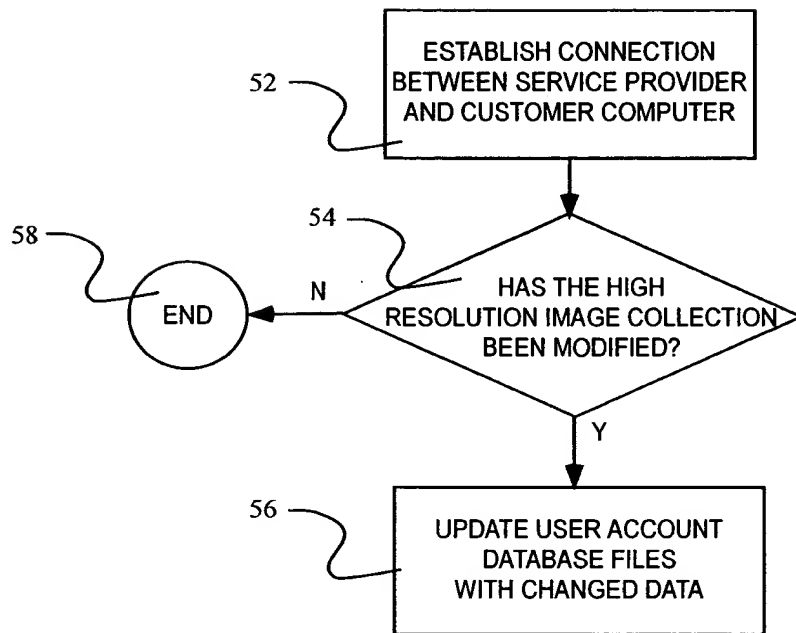 ESTABLISH CONNECTION
BETWEEN SERVICE PROVIDER
AND CUSTOMER COMPUTER
52
54
HAS THE HIGH
RESOLUTION IMAGE COLLECTION
BEEN MODIFIED?
N
58
END
Y
56
UPDATE USER ACCOUNT
DATABASE FILES
WITH CHANGED DATA